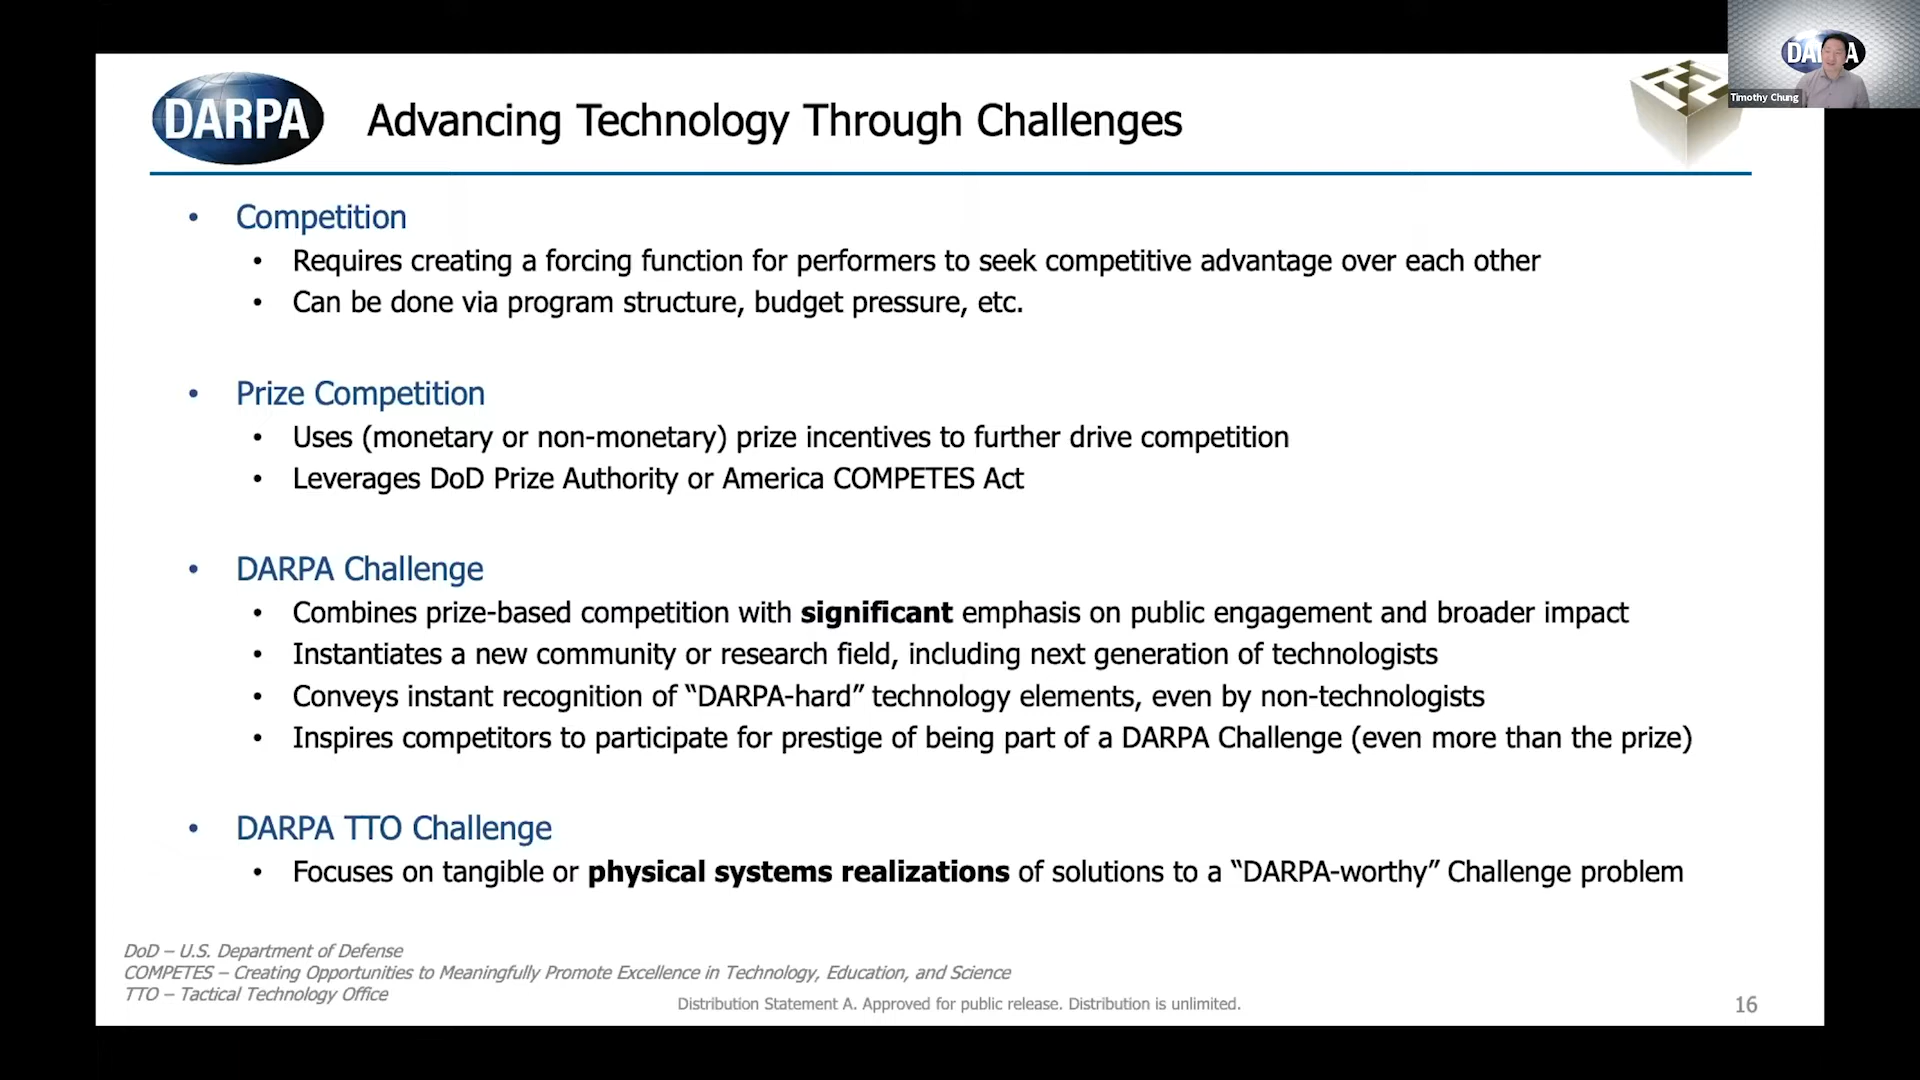 DARPA
Advancing Technology Through Challenges
DARPA
Timothy Chung
• Competition
• Requires creating a forcing function for performers to seek competitive advantage over each other
• Can be done via program structure, budget pressure, etc.
• Prize Competition
• Uses (monetary or non-monetary) prize incentives to further drive competition
• Leverages DoD Prize Authority or America COMPETES Act
• DARPA Challenge
• Combines prize-based competition with significant emphasis on public engagement and broader impact
• Instantiates a new community or research field, including next generation of technologists
• Conveys instant recognition of “DARPA-hard” technology elements, even by non-technologists
• Inspires competitors to participate for prestige of being part of a DARPA Challenge (even more than the prize)
• DARPA TTO Challenge
• Focuses on tangible or physical systems realizations of solutions to a “DARPA-worthy” Challenge problem
DoD – U.S. Department of Defense
COMPETES – Creating Opportunities to Meaningfully Promote Excellence in Technology, Education, and Science
TTO – Tactical Technology Office
Distribution Statement A. Approved for public release. Distribution is unlimited.
16